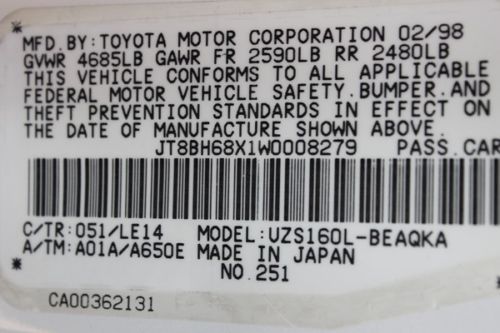 MFD.BY:TOYOTA MOTOR CORPORATION 02/98
GVWR 4685LB GAWR FR 2590LB RR 2480LB
THIS VEHICLE CONFORMS TO ALL APPLICABLE
FEDERAL MOTOR VEHICLE SAFETY.BUMPER.AND
THEFT PREVENTION STANDARDS IN EFFECT ON
THE DATE OF MANUFACTURE SHOWN ABOVE.
JT8BH68X1W0008279 PASS.CAR
C/TR:051/LE14 MODEL:UZS160L-BEAQKA
A/TM:A01A/A650E MADE IN JAPAN
NO.251
CA00362131